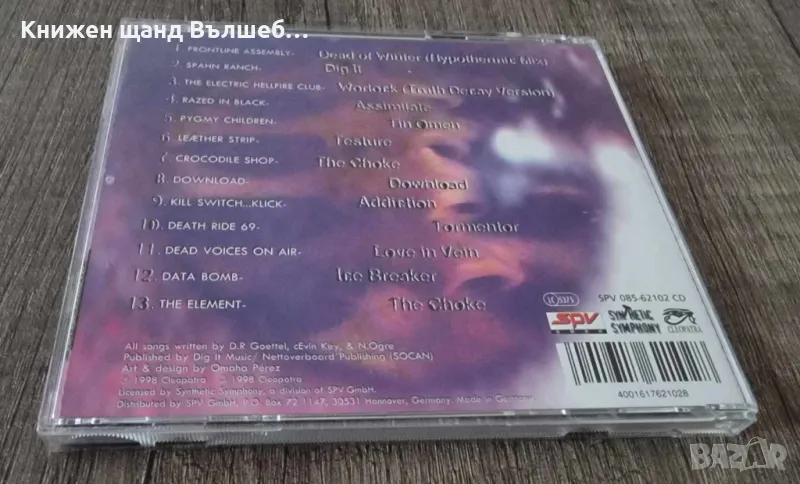 Книжен щанд Вълшеб...
1. FRONTLINE ASSEMBLY- Dead of Winter (Hypothermic Mix)
2. SPAHN RANCH- Dig It
3. THE ELECTRIC HELLFIRE CLUB- Worlock (Truth Decay Version)
4. RAZED IN BLACK- Assimilate
5. PYGMY CHILDREN- Tin Omen
6. LEÆTHER STRIP- Testure
7. CROCODILE SHOP- The Choke
8. DOWNLOAD- Download
9. KILL SWITCH...KLICK- Addiction
10. DEATH RIDE 69- Tormentor
11. DEAD VOICES ON AIR- Love in Vein
12. DATA BOMB- Ice Breaker
13. THE ELEMENT- The Choke
SPV 085-62102 CD
SPV SYNTHETIC SYMPHONY CLEOPATRA
All songs written by D.R Goettel, cEvin Key, & N.Ogre
Published by Dig It Music/ Nettoverboard Publishing (SOCAN)
Art & design by Omaha Perez
℗ 1998 Cleopatra © 1998 Cleopatra
Licensed by Synthetic Symphony, a division of SPV GmbH.
Distributed by SPV GmbH, P.O. Box 72 1147, 30531 Hannover, Germany. Made in Germany
4001617621028
BAZAR